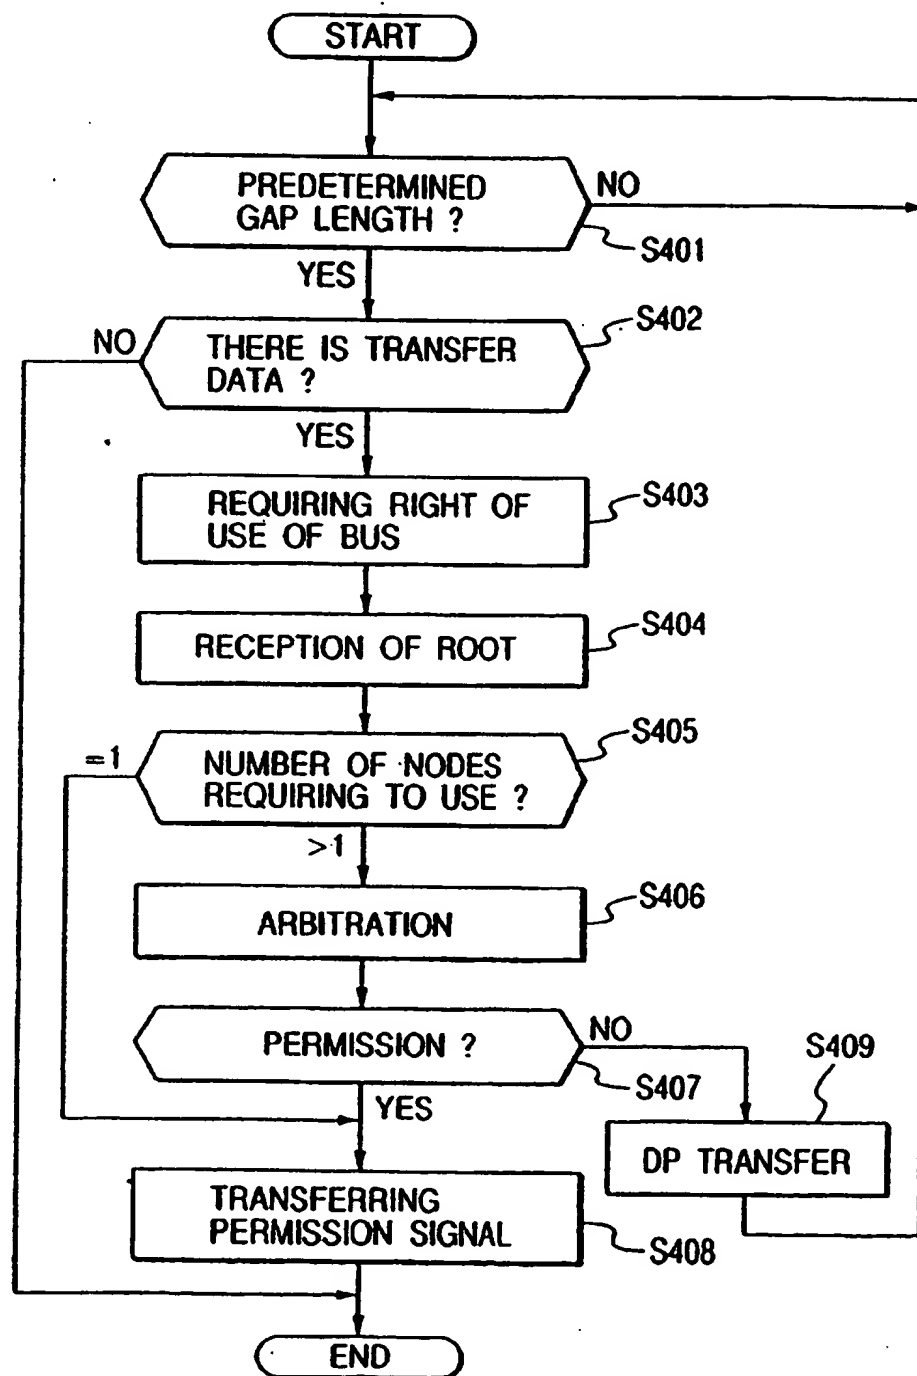 START
PREDETERMINED
GAP LENGTH ?
NO
S401
YES
S402
NO
THERE IS TRANSFER
DATA ?
YES
REQUIRING RIGHT OF
USE OF BUS
S403
RECEPTION OF ROOT
S404
S405
=1
NUMBER OF NODES
REQUIRING TO USE ?
>1
ARBITRATION
S406
PERMISSION ?
NO
S407
S409
YES
DP TRANSFER
TRANSFERRING
PERMISSION SIGNAL
S408
END